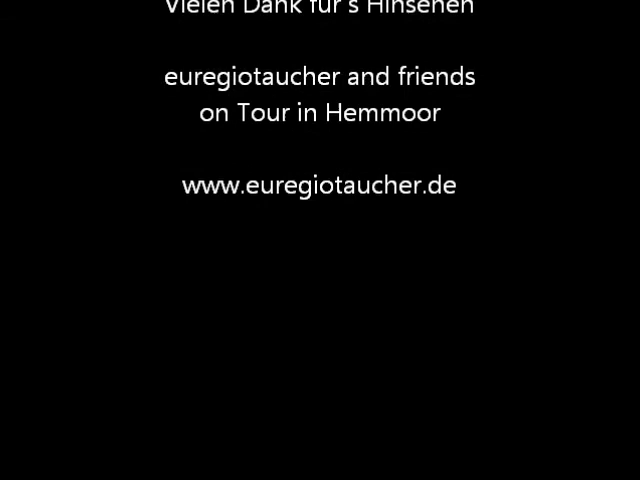 Vielen Dank für's Hinsehen
euregiotaucher and friends
on Tour in Hemmoor
www.euregiotaucher.de